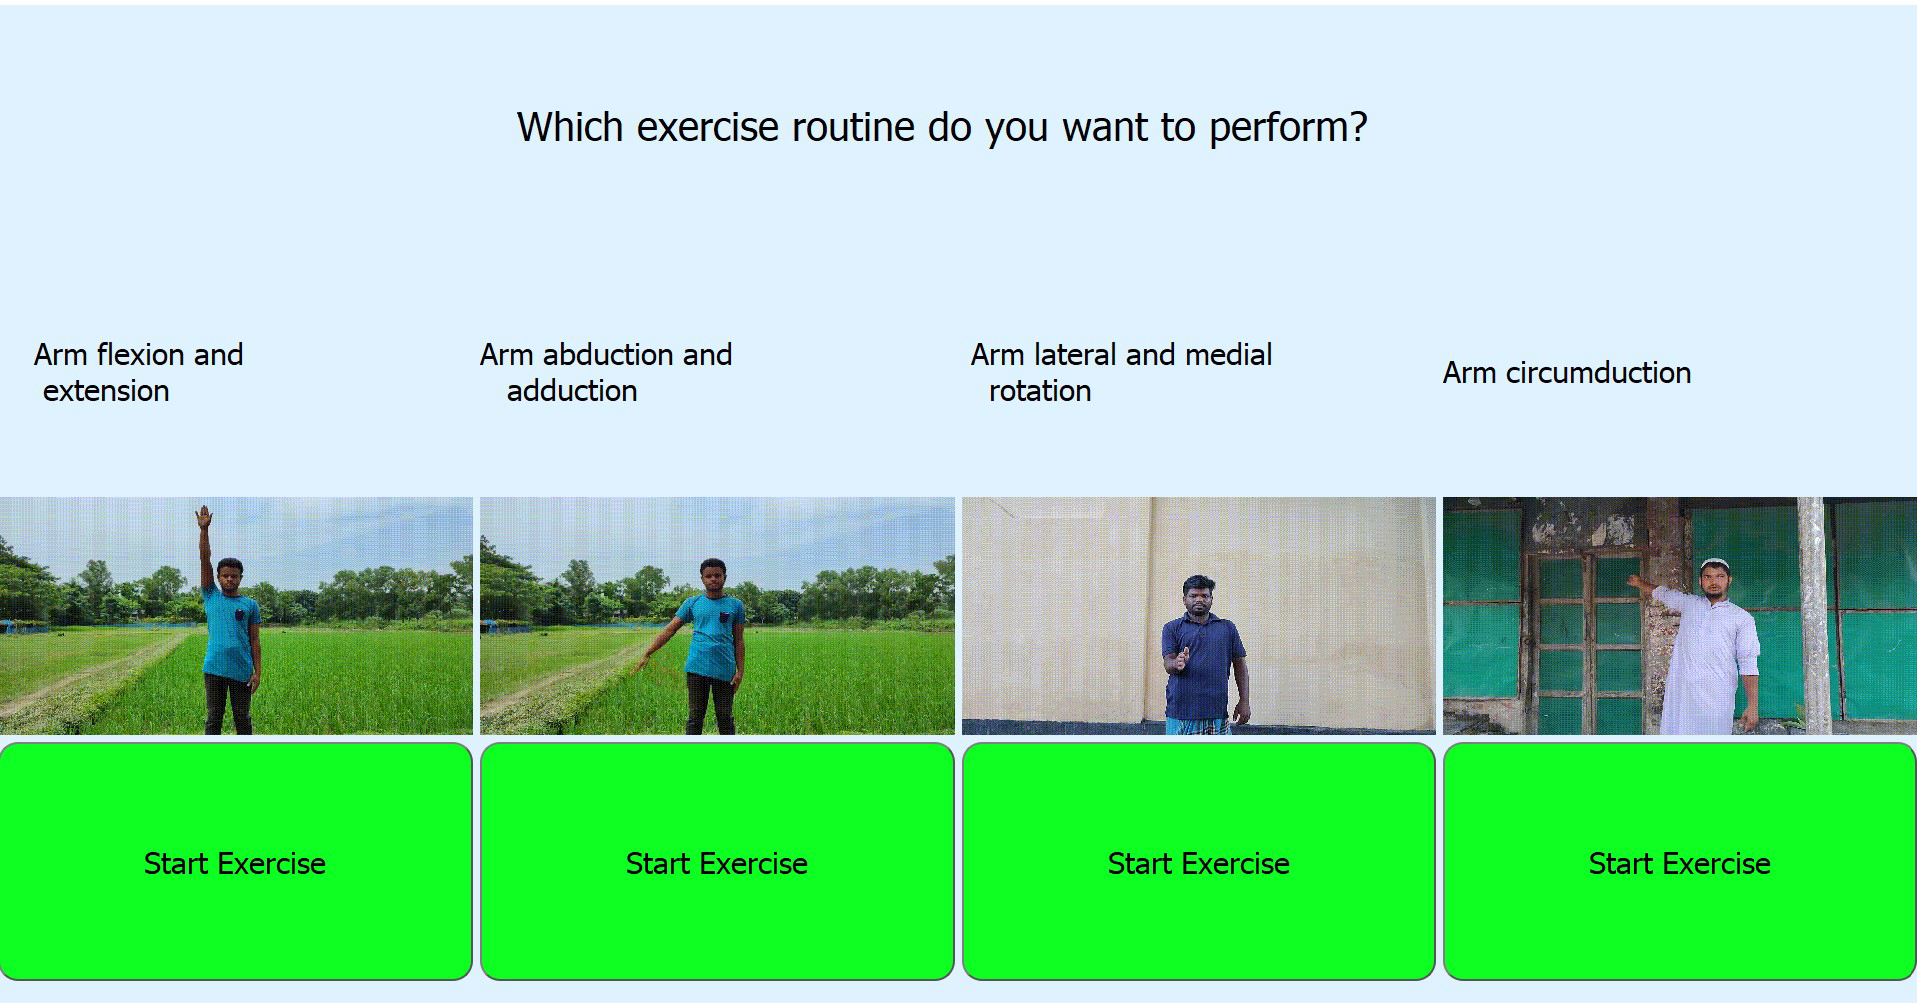 Which exercise routine do you want to perform?
Arm flexion and
extension
Arm abduction and
adduction
Arm lateral and medial
rotation
Arm circumduction
Start Exercise
Start Exercise
Start Exercise
Start Exercise